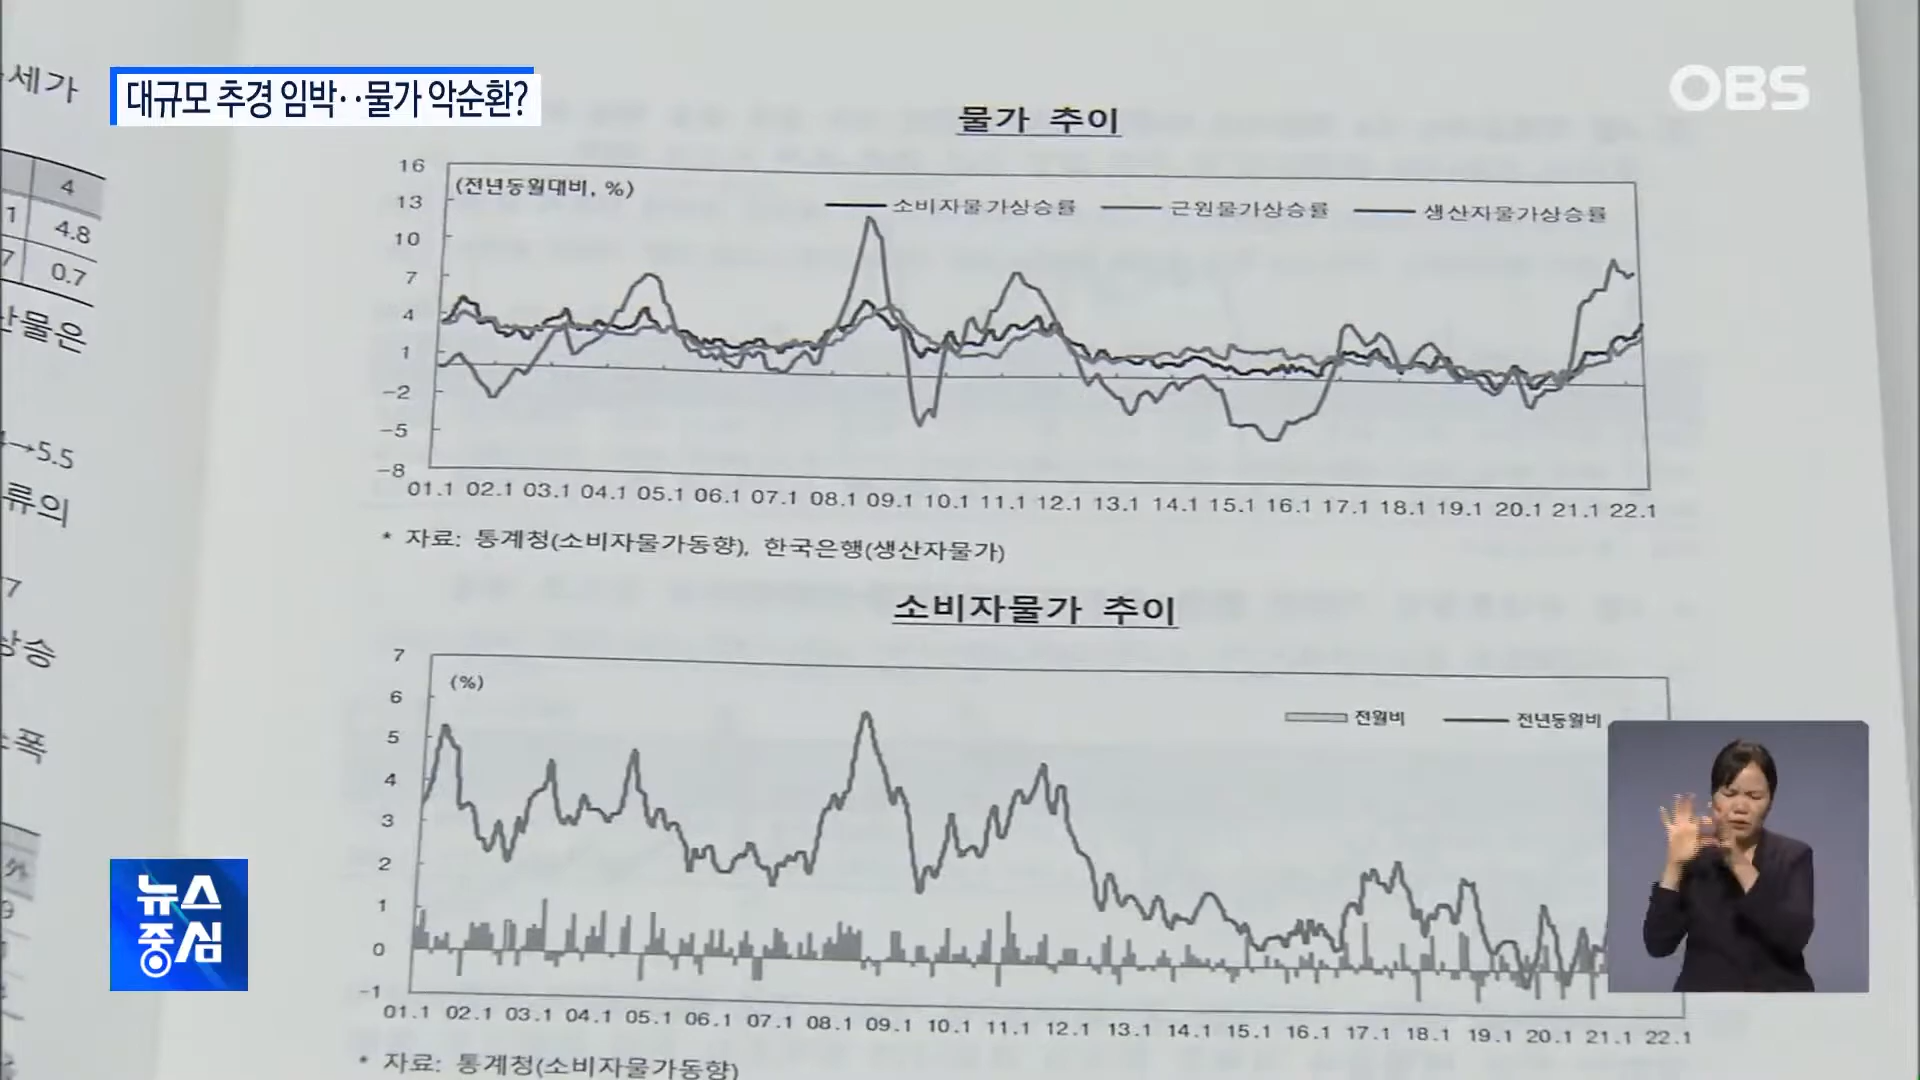 대규모 추경 임박‥물가 악순환?
OBS
세가
4
1 4.8
7 0.7
산물은
→5.5
류의
7
상승
폭
물가 추이
(전년동월대비, %)
소비자물가상승률 근원물가상승률 생산자물가상승률
16
13
10
7
4
1
-2
-5
-8
01.1 02.1 03.1 04.1 05.1 06.1 07.1 08.1 09.1 10.1 11.1 12.1 13.1 14.1 15.1 16.1 17.1 18.1 19.1 20.1 21.1 22.1
* 자료: 통계청(소비자물가동향), 한국은행(생산자물가)
소비자물가 추이
(%)
전월비 전년동월비
7
6
5
4
3
2
1
0
-1
01.1 02.1 03.1 04.1 05.1 06.1 07.1 08.1 09.1 10.1 11.1 12.1 13.1 14.1 15.1 16.1 17.1 18.1 19.1 20.1 21.1 22.1
* 자료: 통계청(소비자물가동향)
뉴스
중심